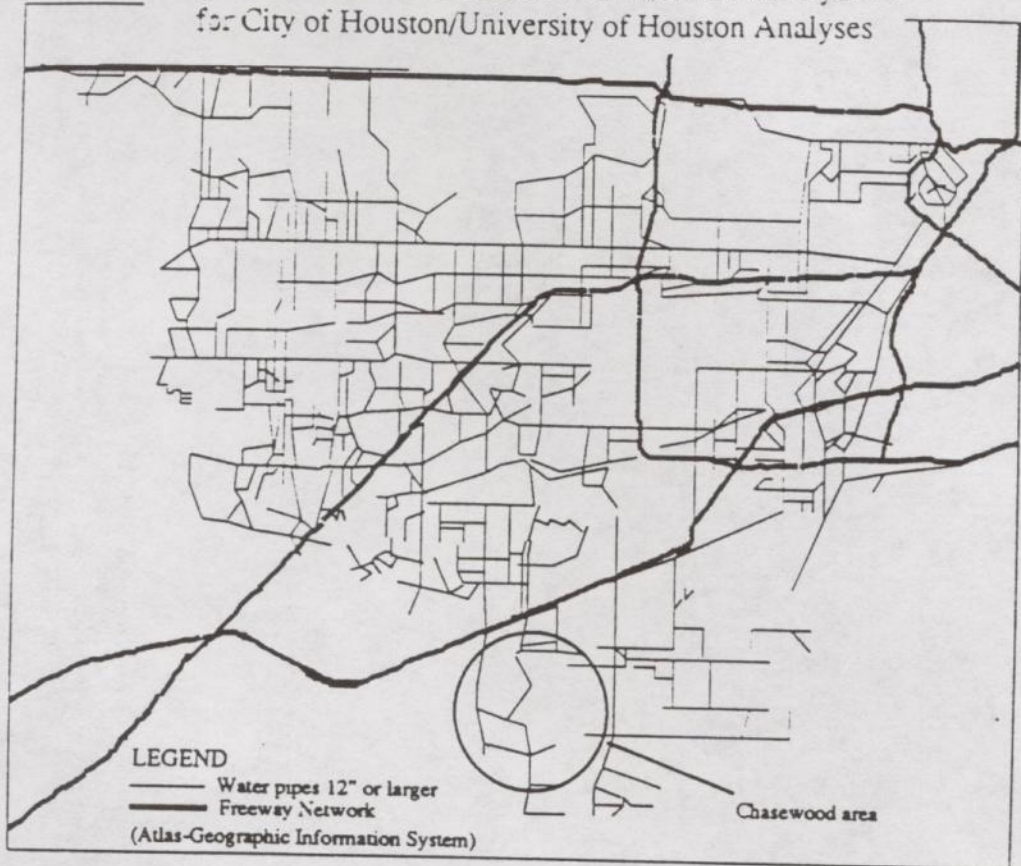 for City of Houston/University of Houston Analyses
LEGEND
Water pipes 12" or larger
Freeway Network
(Atlas-Geographic Information System)
Chasewood area